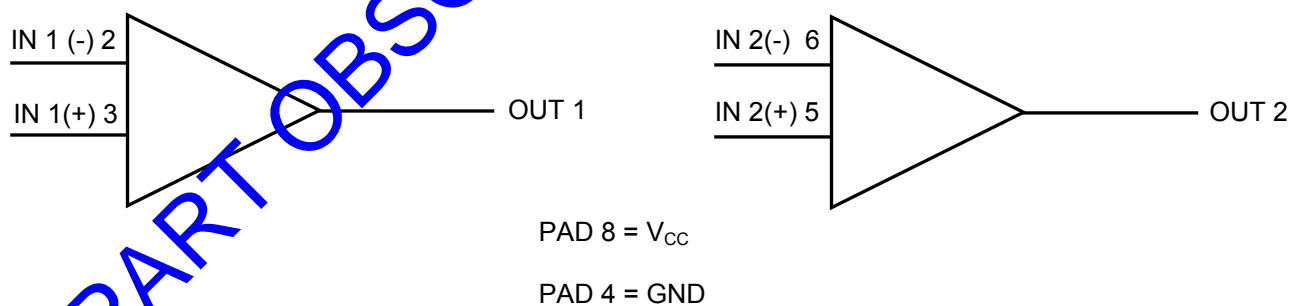 IN 1 (-) 2
IN 1(+) 3
OUT 1
IN 2(-) 6
IN 2(+) 5
OUT 2
PAD 8 = VCC
PAD 4 = GND
PART OBSO